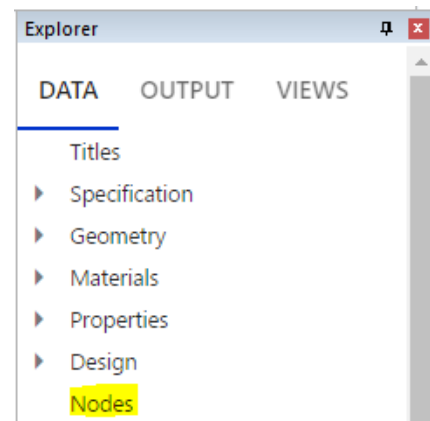 Explorer
DATA OUTPUT VIEWS
Titles
Specification
Geometry
Materials
Properties
Design
Nodes